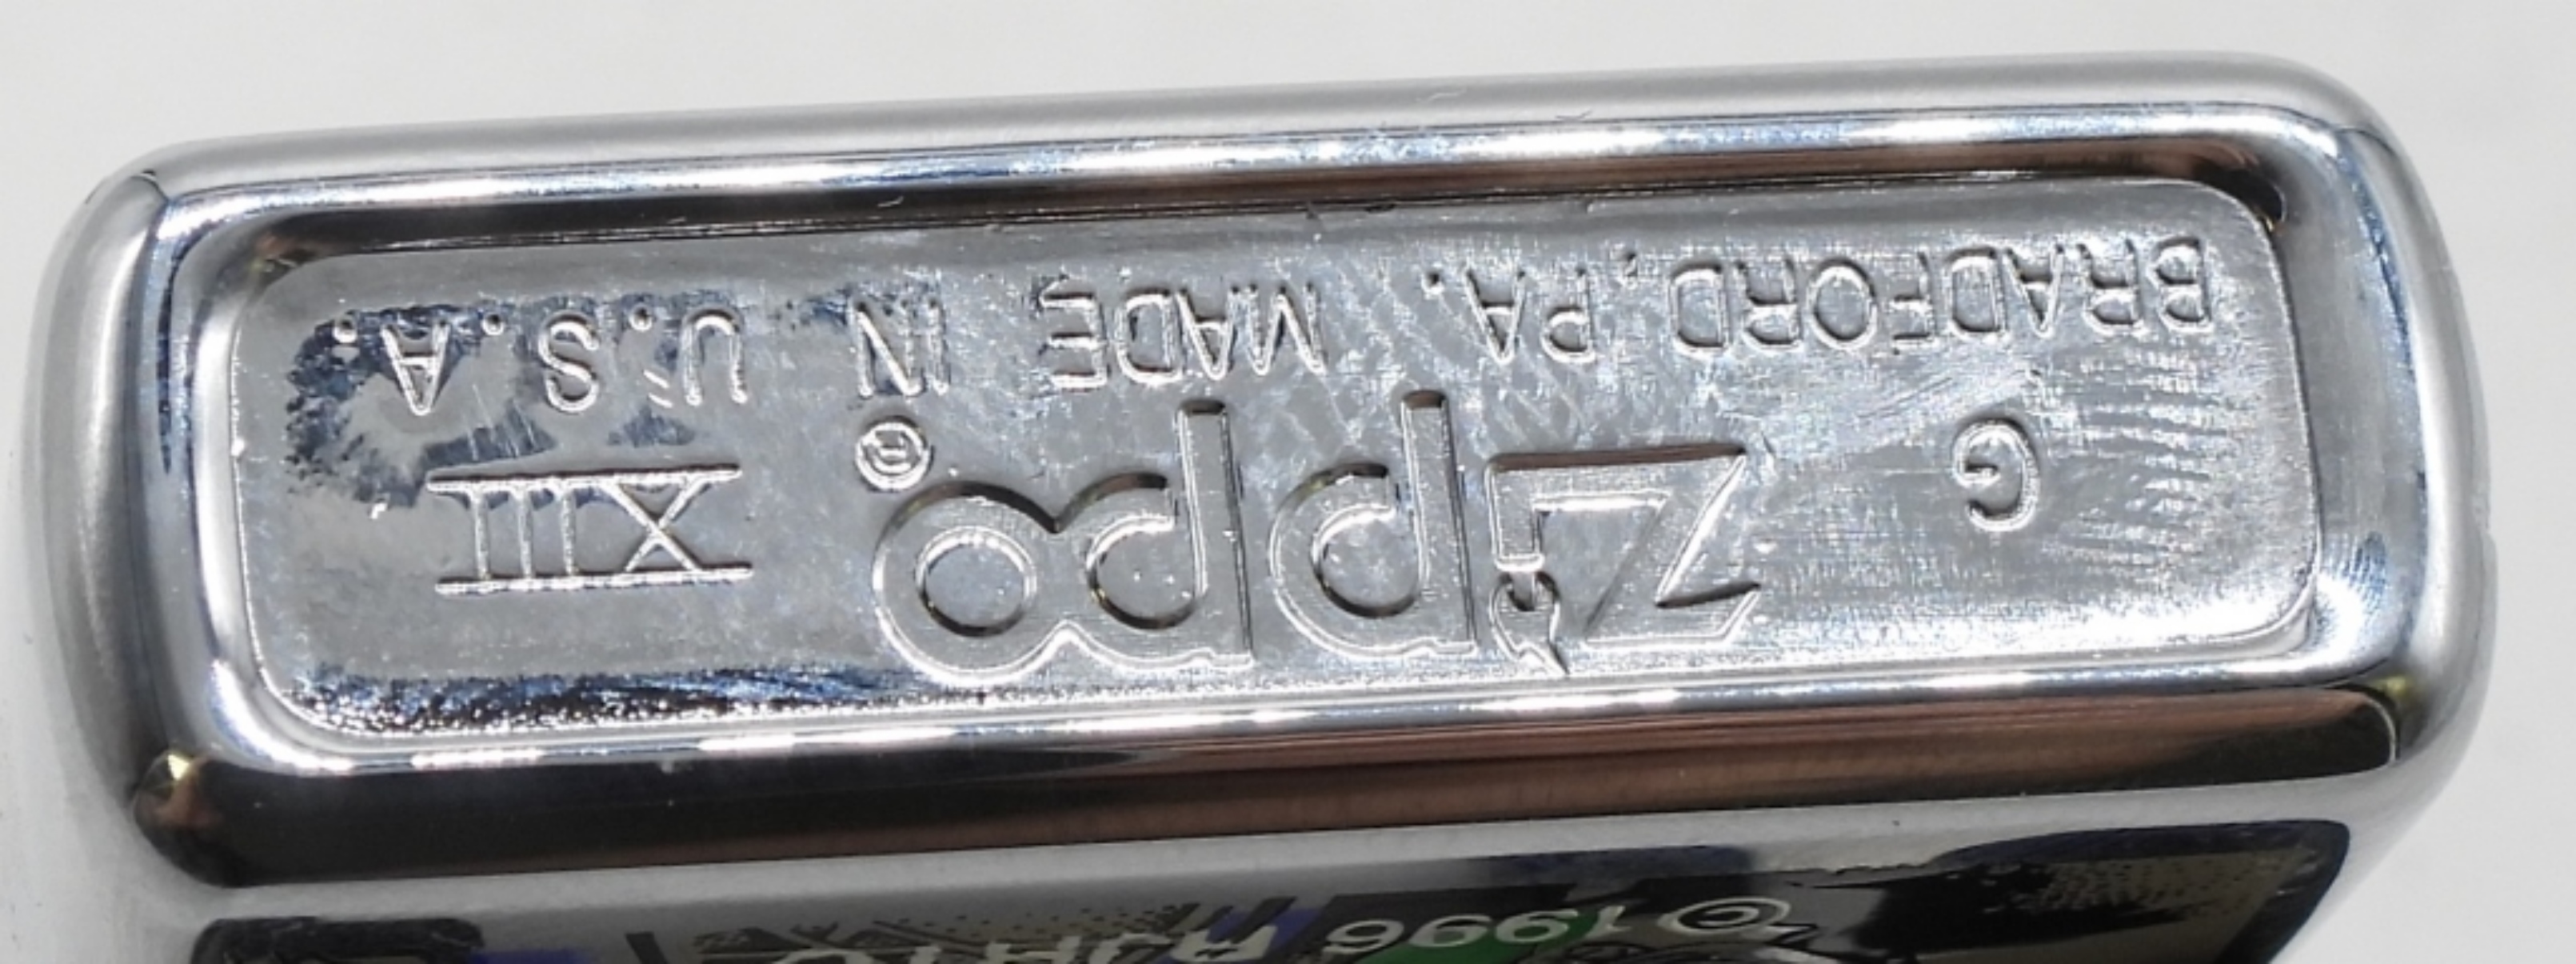 ©1996
G zippo® XIII
BRADFORD, PA. MADE IN U.S.A.